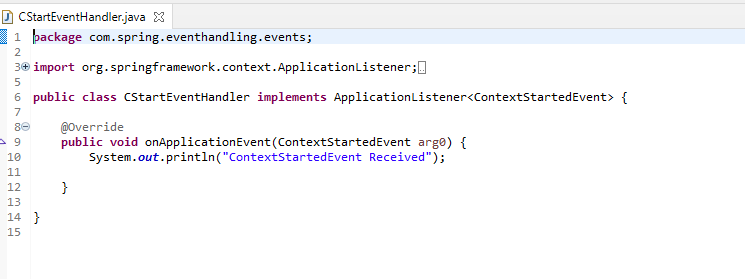 CStartEventHandler.java
1 package com.spring.eventhandling.events;
2
3 import org.springframework.context.ApplicationListener;
5
6 public class CStartEventHandler implements ApplicationListener<ContextStartedEvent> {
7
8 @Override
9 public void onApplicationEvent(ContextStartedEvent arg0) {
10 System.out.println("ContextStartedEvent Received");
11
12 }
13
14 }
15